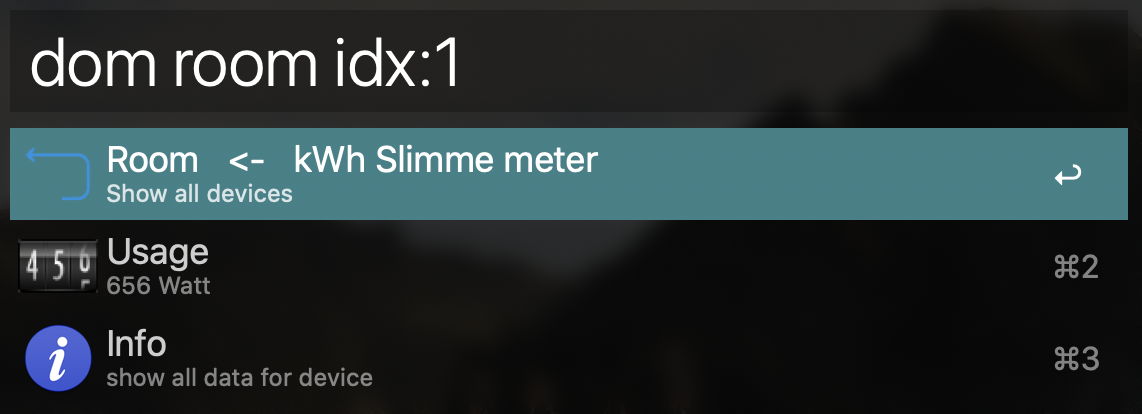 dom room idx:1
Room <- kWh Slimme meter
Show all devices
Usage
656 Watt
⌘2
Info
show all data for device
⌘3